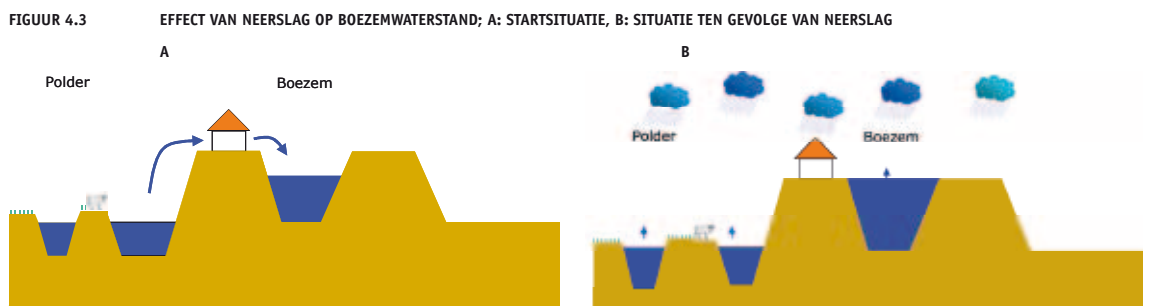 FIGUUR 4.3 EFFECT VAN NEERSLAG OP BOEZEMWATERSTAND; A: STARTSITUATIE, B: SITUATIE TEN GEVOLGE VAN NEERSLAG
A B
Polder Boezem
Polder Boezem